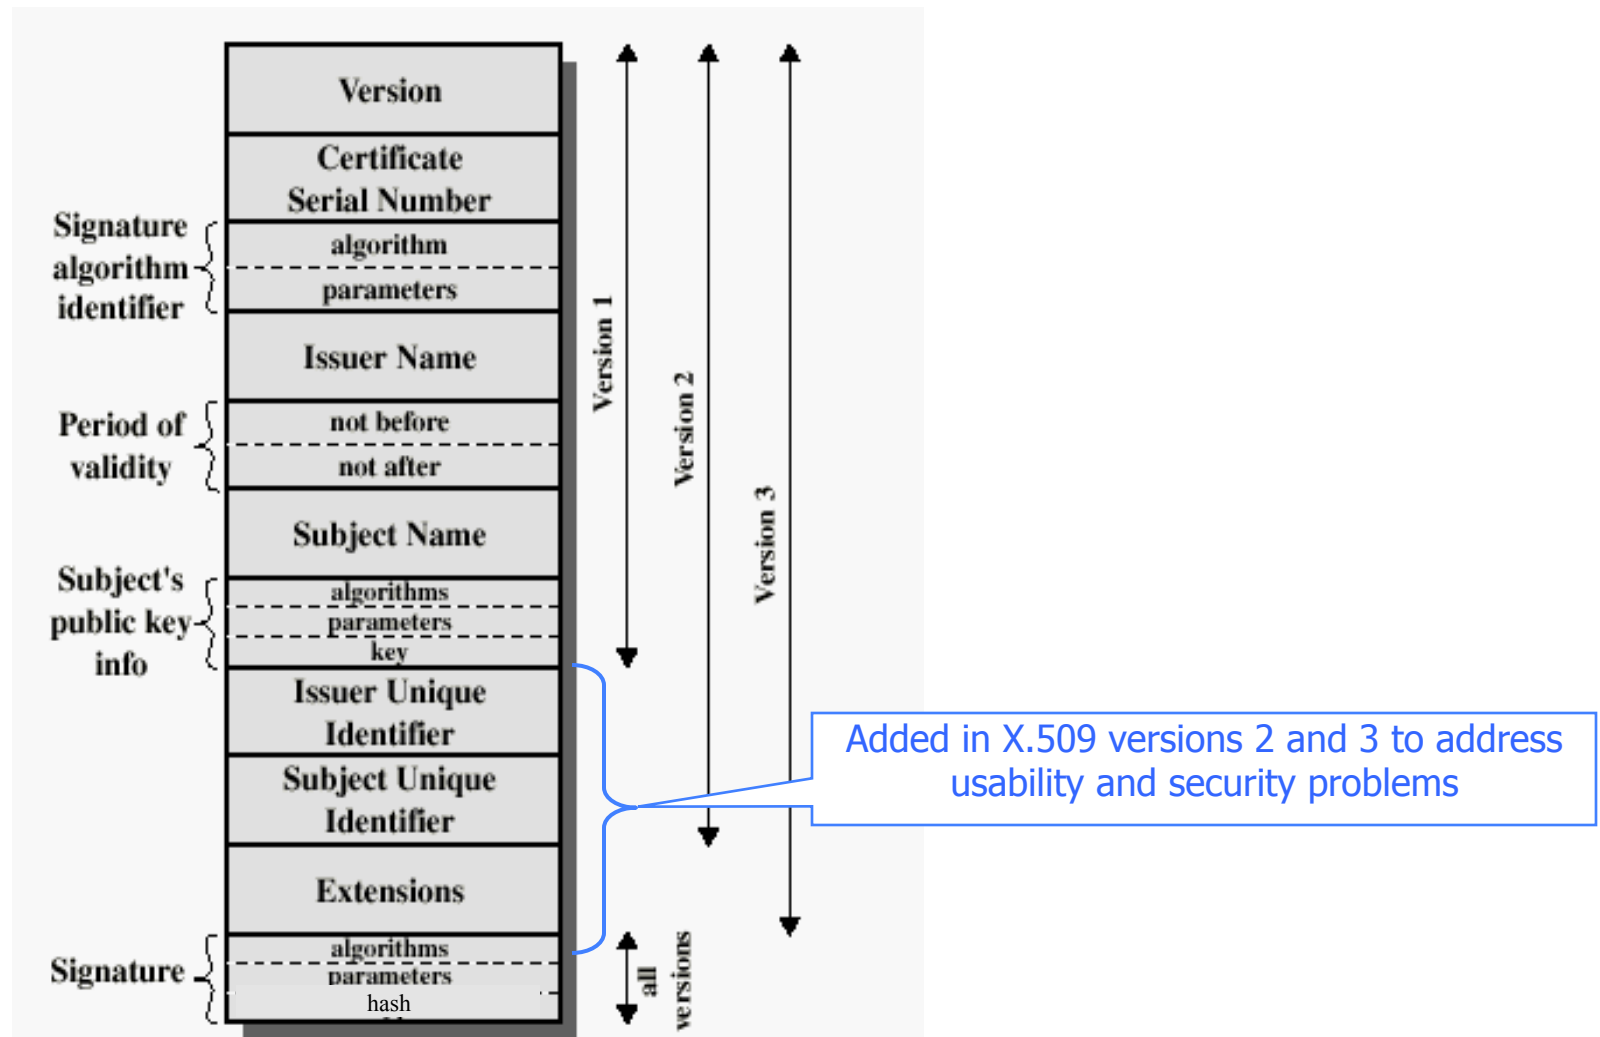 Version
Certificate
Serial Number
Signature
algorithm
identifier
algorithm
parameters
Issuer Name
Period of
validity
not before
not after
Subject Name
Subject's
public key
info
algorithms
parameters
key
Issuer Unique
Identifier
Subject Unique
Identifier
Extensions
Signature
algorithms
parameters
hash
Version 1
Version 2
Version 3
all
versions
Added in X.509 versions 2 and 3 to address
usability and security problems